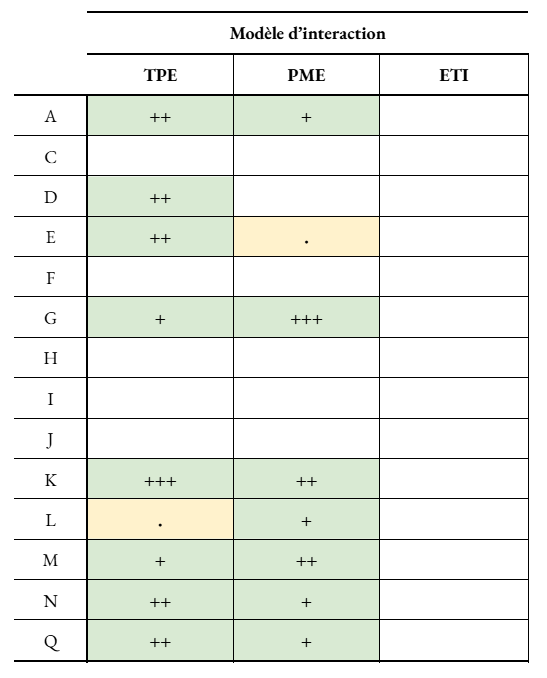 Modèle d'interaction
TPE PME ETI
A ++ +
C
D ++
E ++ .
F
G + +++
H
I
J
K +++ ++
L . +
M + ++
N ++ +
Q ++ +